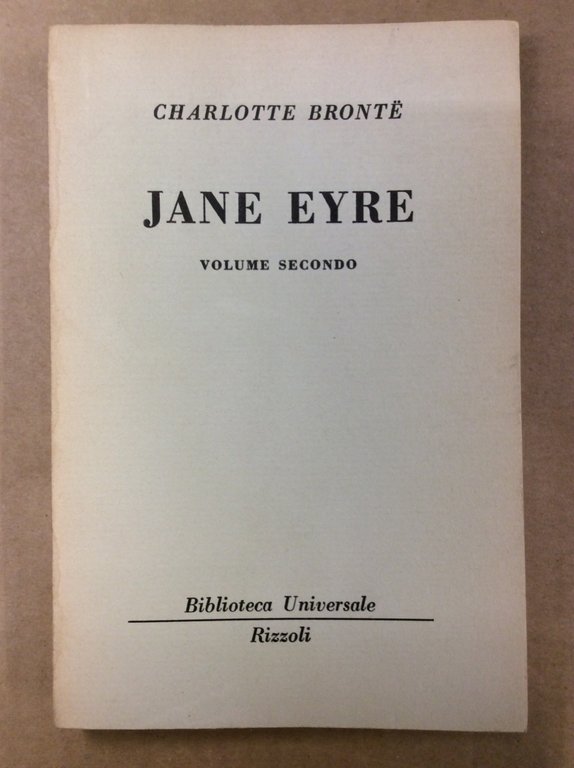 CHARLOTTE BRONTË
JANE EYRE
VOLUME SECONDO
Biblioteca Universale
Rizzoli